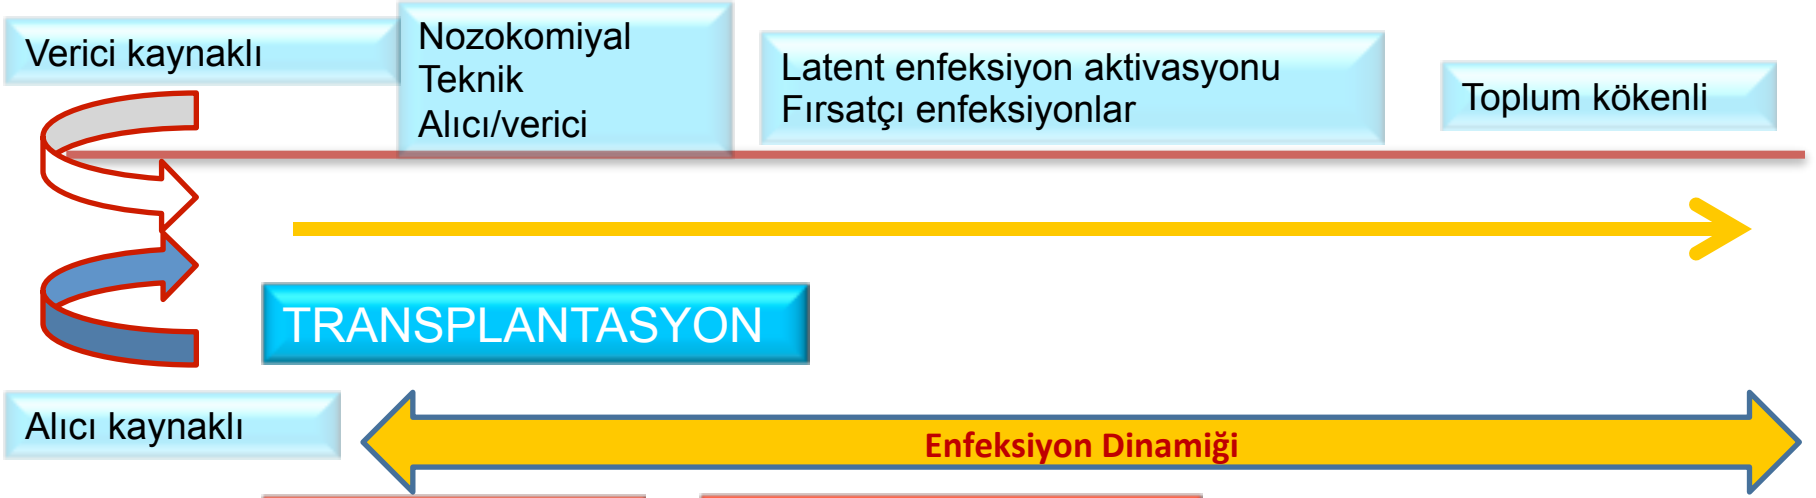 Verici kaynaklı
Nozokomiyal
Teknik
Alıcı/verici
Latent enfeksiyon aktivasyonu
Fırsatçı enfeksiyonlar
Toplum kökenli
TRANSPLANTASYON
Alıcı kaynaklı
Enfeksiyon Dinamiği